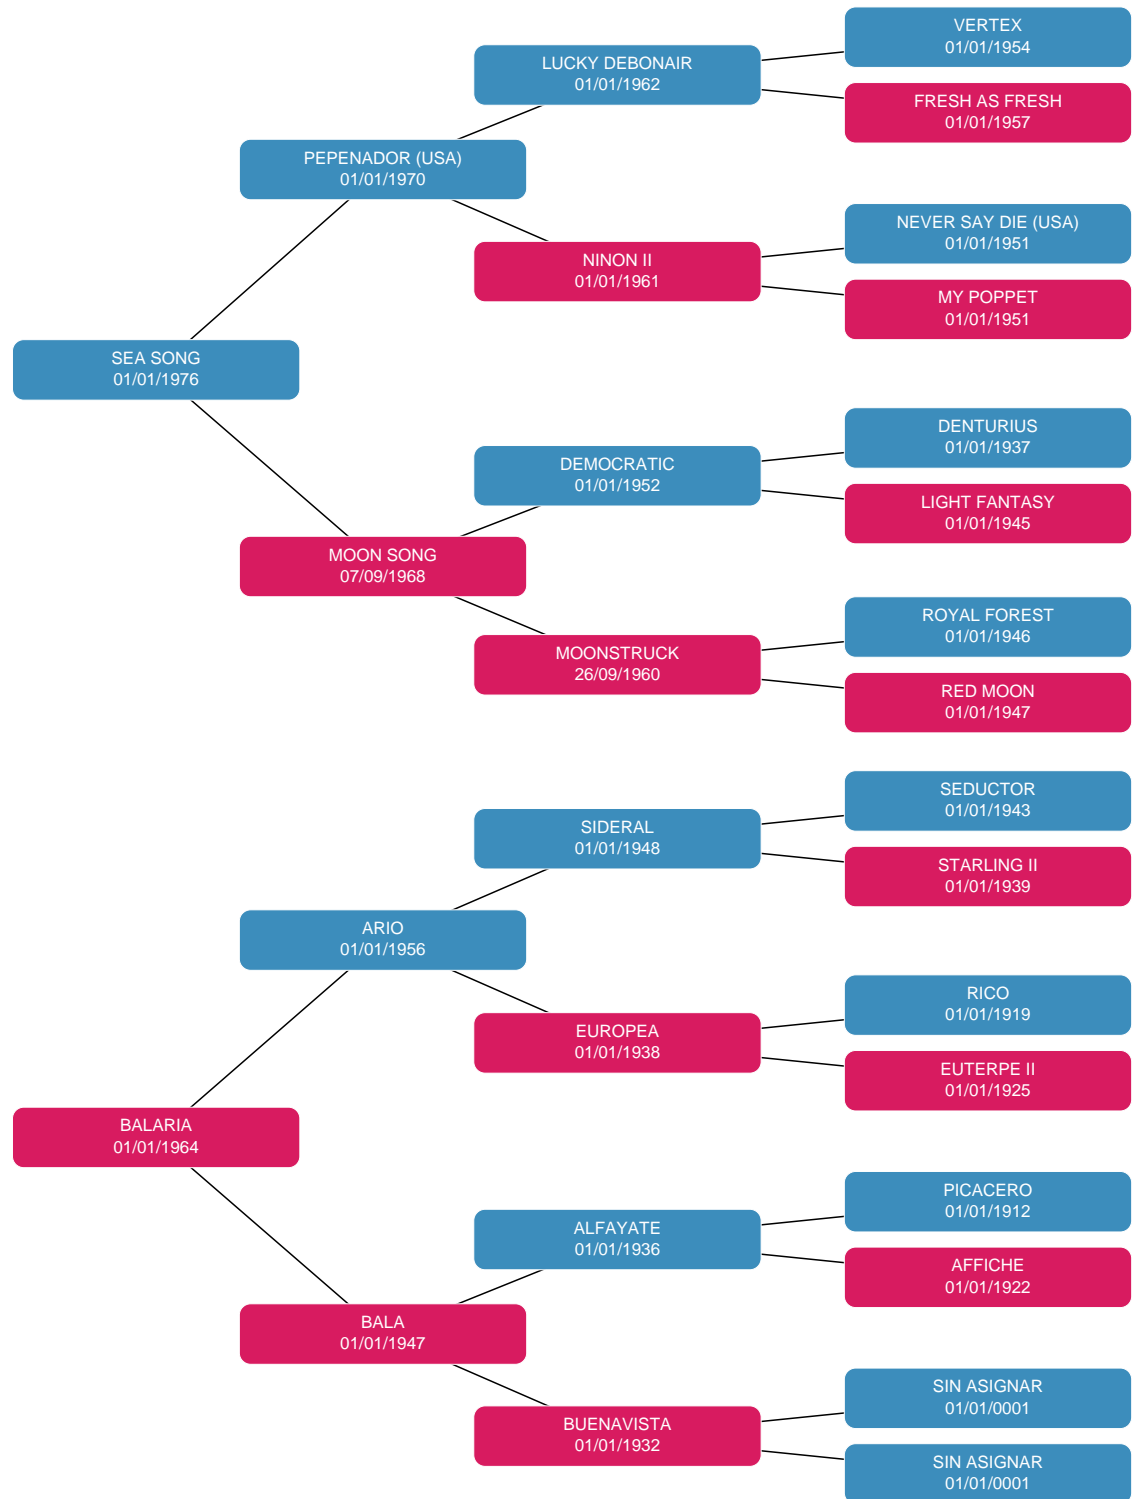 VERTEX
01/01/1954
LUCKY DEBONAIR
01/01/1962
FRESH AS FRESH
01/01/1957
PEPENADOR (USA)
01/01/1970
NEVER SAY DIE (USA)
01/01/1951
NINON II
01/01/1961
MY POPPET
01/01/1951
SEA SONG
01/01/1976
DENTURIUS
01/01/1937
DEMOCRATIC
01/01/1952
LIGHT FANTASY
01/01/1945
MOON SONG
07/09/1968
ROYAL FOREST
01/01/1946
MOONSTRUCK
26/09/1960
RED MOON
01/01/1947
SEDUCTOR
01/01/1943
SIDERAL
01/01/1948
STARLING II
01/01/1939
ARIO
01/01/1956
RICO
01/01/1919
EUROPEA
01/01/1938
EUTERPE II
01/01/1925
BALARIA
01/01/1964
PICACERO
01/01/1912
ALFAYATE
01/01/1936
AFFICHE
01/01/1922
BALA
01/01/1947
SIN ASIGNAR
01/01/0001
BUENAVISTA
01/01/1932
SIN ASIGNAR
01/01/0001